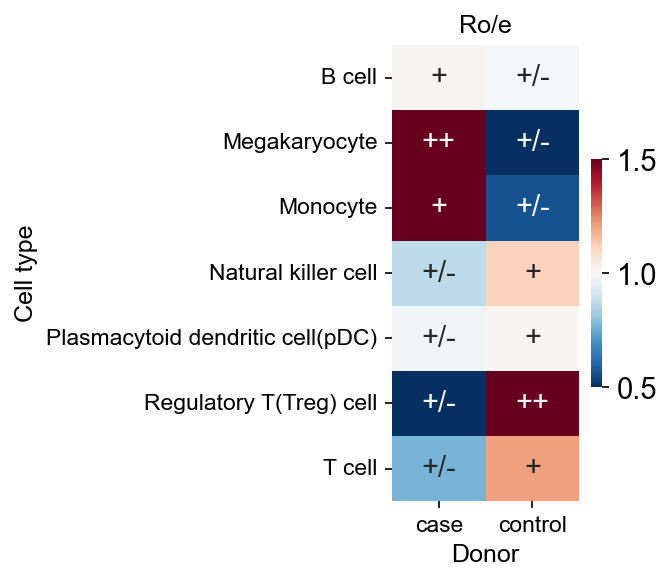 Ro/e
B cell + +/-
Megakaryocyte ++ +/-
Monocyte + +/-
Natural killer cell +/- +
Plasmacytoid dendritic cell(pDC) +/- +
Regulatory T(Treg) cell +/- ++
T cell +/- +
case control
Donor
Cell type
1.5
1.0
0.5